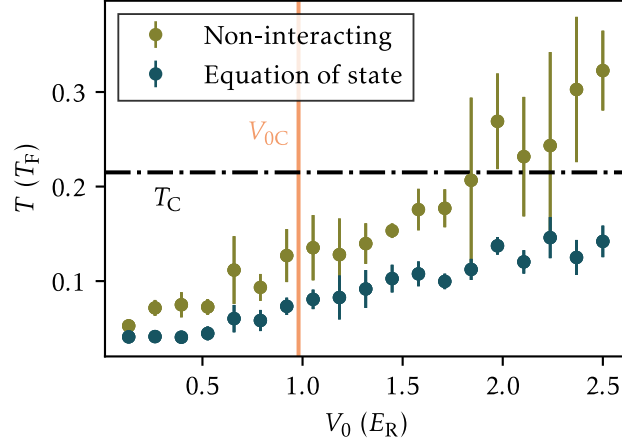 Non-interacting
Equation of state
V0C
TC
0.3
0.2
0.1
T (TF)
0.5
1.0
1.5
2.0
2.5
V0 (ER)